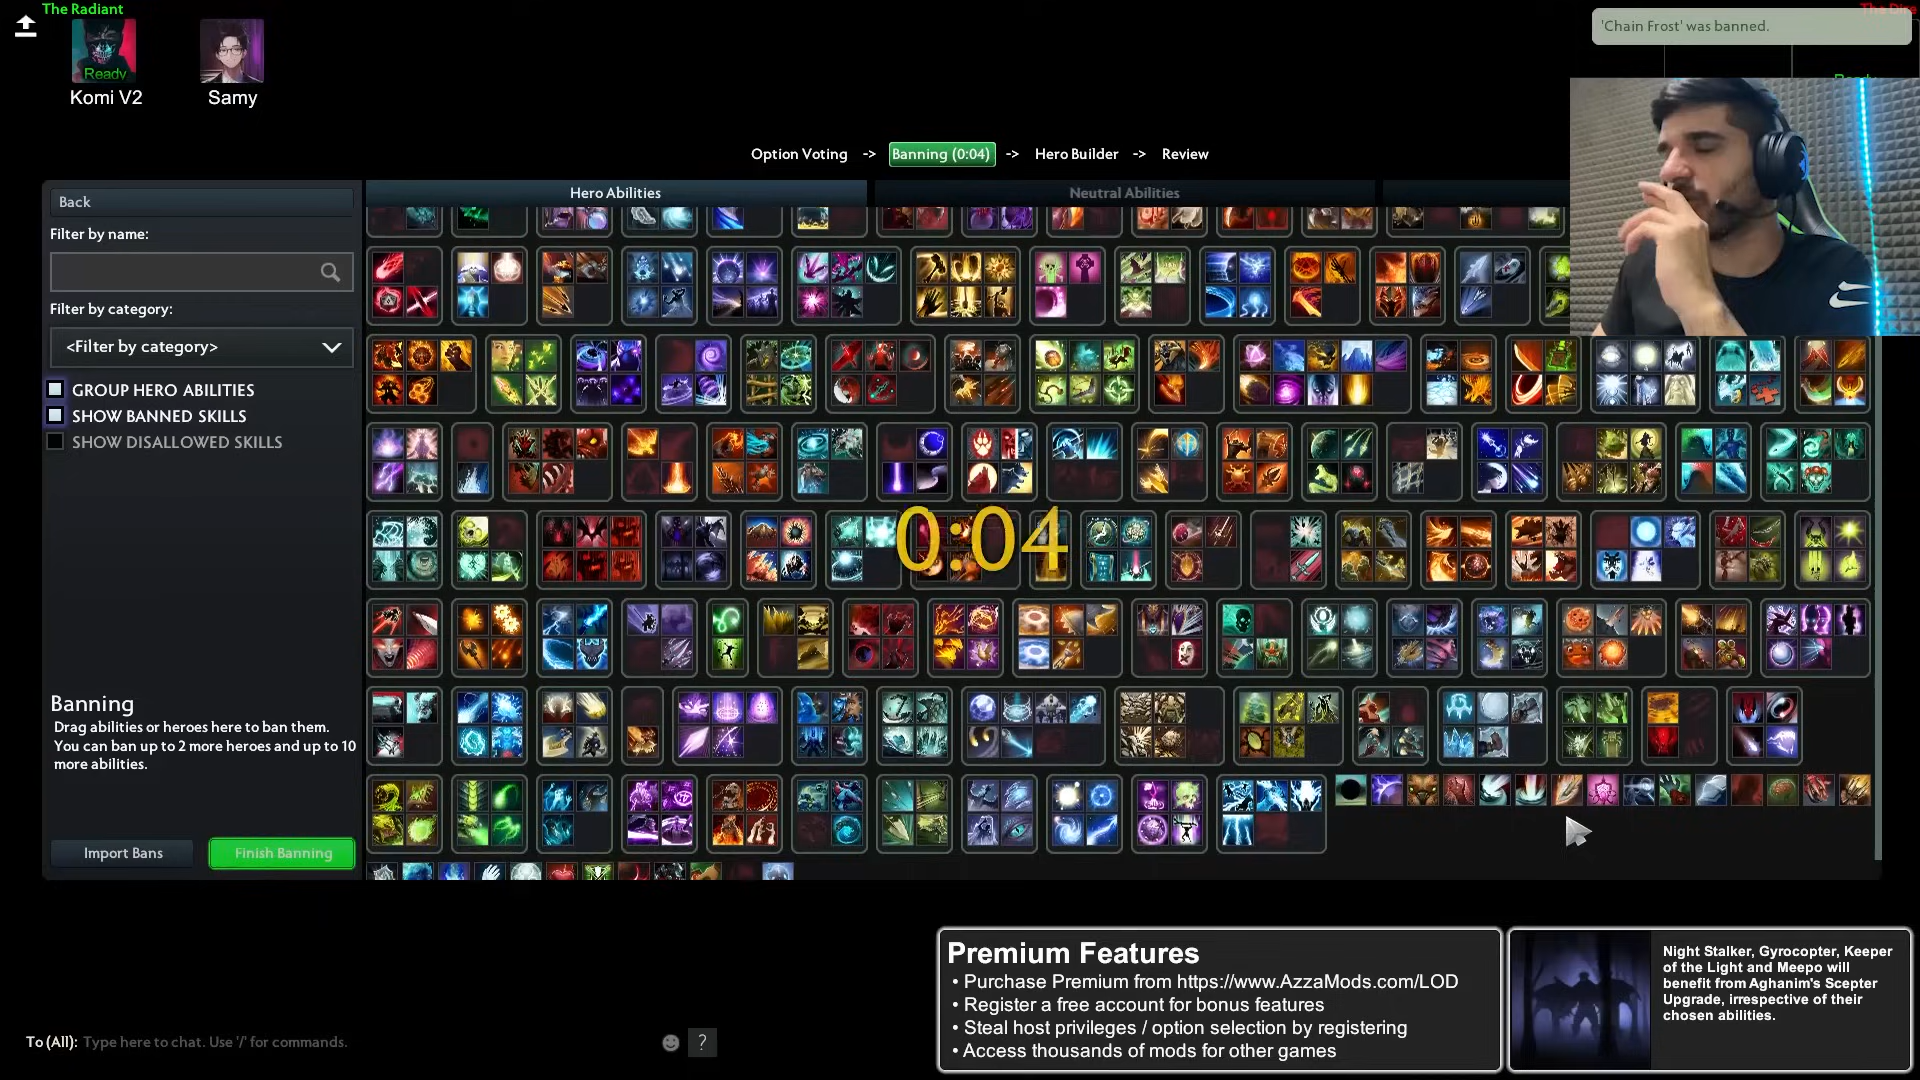 The Radiant
The Dire
'Chain Frost' was banned.
Ready
Ready
Komi V2
Samy
Option Voting -> Banning (0:04) -> Hero Builder -> Review
Back
Hero Abilities
Neutral Abilities
Filter by name:
Filter by category:
<Filter by category>
GROUP HERO ABILITIES
SHOW BANNED SKILLS
SHOW DISALLOWED SKILLS
0:04
Banning
Drag abilities or heroes here to ban them.
You can ban up to 2 more heroes and up to 10
more abilities.
Import Bans
Finish Banning
Premium Features
• Purchase Premium from https://www.AzzaMods.com/LOD
• Register a free account for bonus features
• Steal host privileges / option selection by registering
• Access thousands of mods for other games
Night Stalker, Gyrocopter, Keeper
of the Light and Meepo will
benefit from Aghanim's Scepter
Upgrade, irrespective of their
chosen abilities.
To (All): Type here to chat. Use '/' for commands.
?